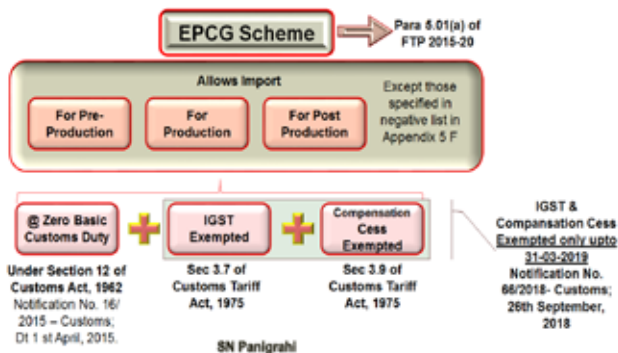 EPCG Scheme
Para 5.01(a) of
FTP 2015-20
Allows Import
For Pre-
Production
For
Production
For Post
Production
Except those
specified in
negative list in
Appendix 5 F
@ Zero Basic
Customs Duty
IGST
Exempted
Compensation
Cess
Exempted
Under Section 12 of
Customs Act, 1962
Notification No. 16/
2015 – Customs;
Dt 1 st April, 2015.
Sec 3.7 of
Customs Tariff
Act, 1975
Sec 3.9 of
Customs Tariff
Act, 1975
IGST &
Compansation Cess
Exempted only upto
31-03-2019
Notification No.
66/2018- Customs;
26th September,
2018
SN Panigrahi